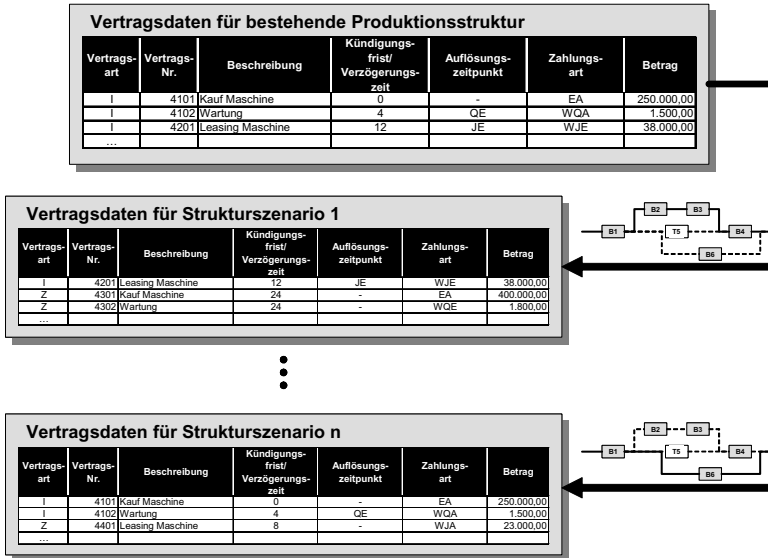 Vertragsdaten für bestehende Produktionsstruktur
Vertrags-art Vertrags-Nr. Beschreibung Kündigungs-frist/Verzögerungs-zeit Auflösungs-zeitpunkt Zahlungs-art Betrag
I 4101 Kauf Maschine 0 - EA 250.000,00
I 4102 Wartung 4 QE WQA 1.500,00
I 4201 Leasing Maschine 12 JE WJE 38.000,00
...
Vertragsdaten für Strukturszenario 1
Vertrags-art Vertrags-Nr. Beschreibung Kündigungs-frist/Verzögerungs-zeit Auflösungs-zeitpunkt Zahlungs-art Betrag
I 4201 Leasing Maschine 12 JE WJE 38.000,00
Z 4301 Kauf Maschine 24 - EA 400.000,00
Z 4302 Wartung 24 - WQE 1.800,00
...
B2 B3
B1 T5 B4
B6
Vertragsdaten für Strukturszenario n
Vertrags-art Vertrags-Nr. Beschreibung Kündigungs-frist/Verzögerungs-zeit Auflösungs-zeitpunkt Zahlungs-art Betrag
I 4101 Kauf Maschine 0 - EA 250.000,00
I 4102 Wartung 4 QE WQA 1.500,00
Z 4401 Leasing Maschine 8 - WJA 23.000,00
...
B2 B3
B1 T5 B4
B6